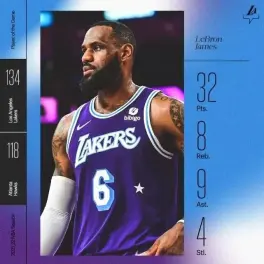 Player of the Game
134
Los Angeles
Lakers
118
Atlanta
Hawks
LeBron
James
32
Pts.
8
Reb.
9
Ast.
4
Stl.
bibigo
LAKERS
6